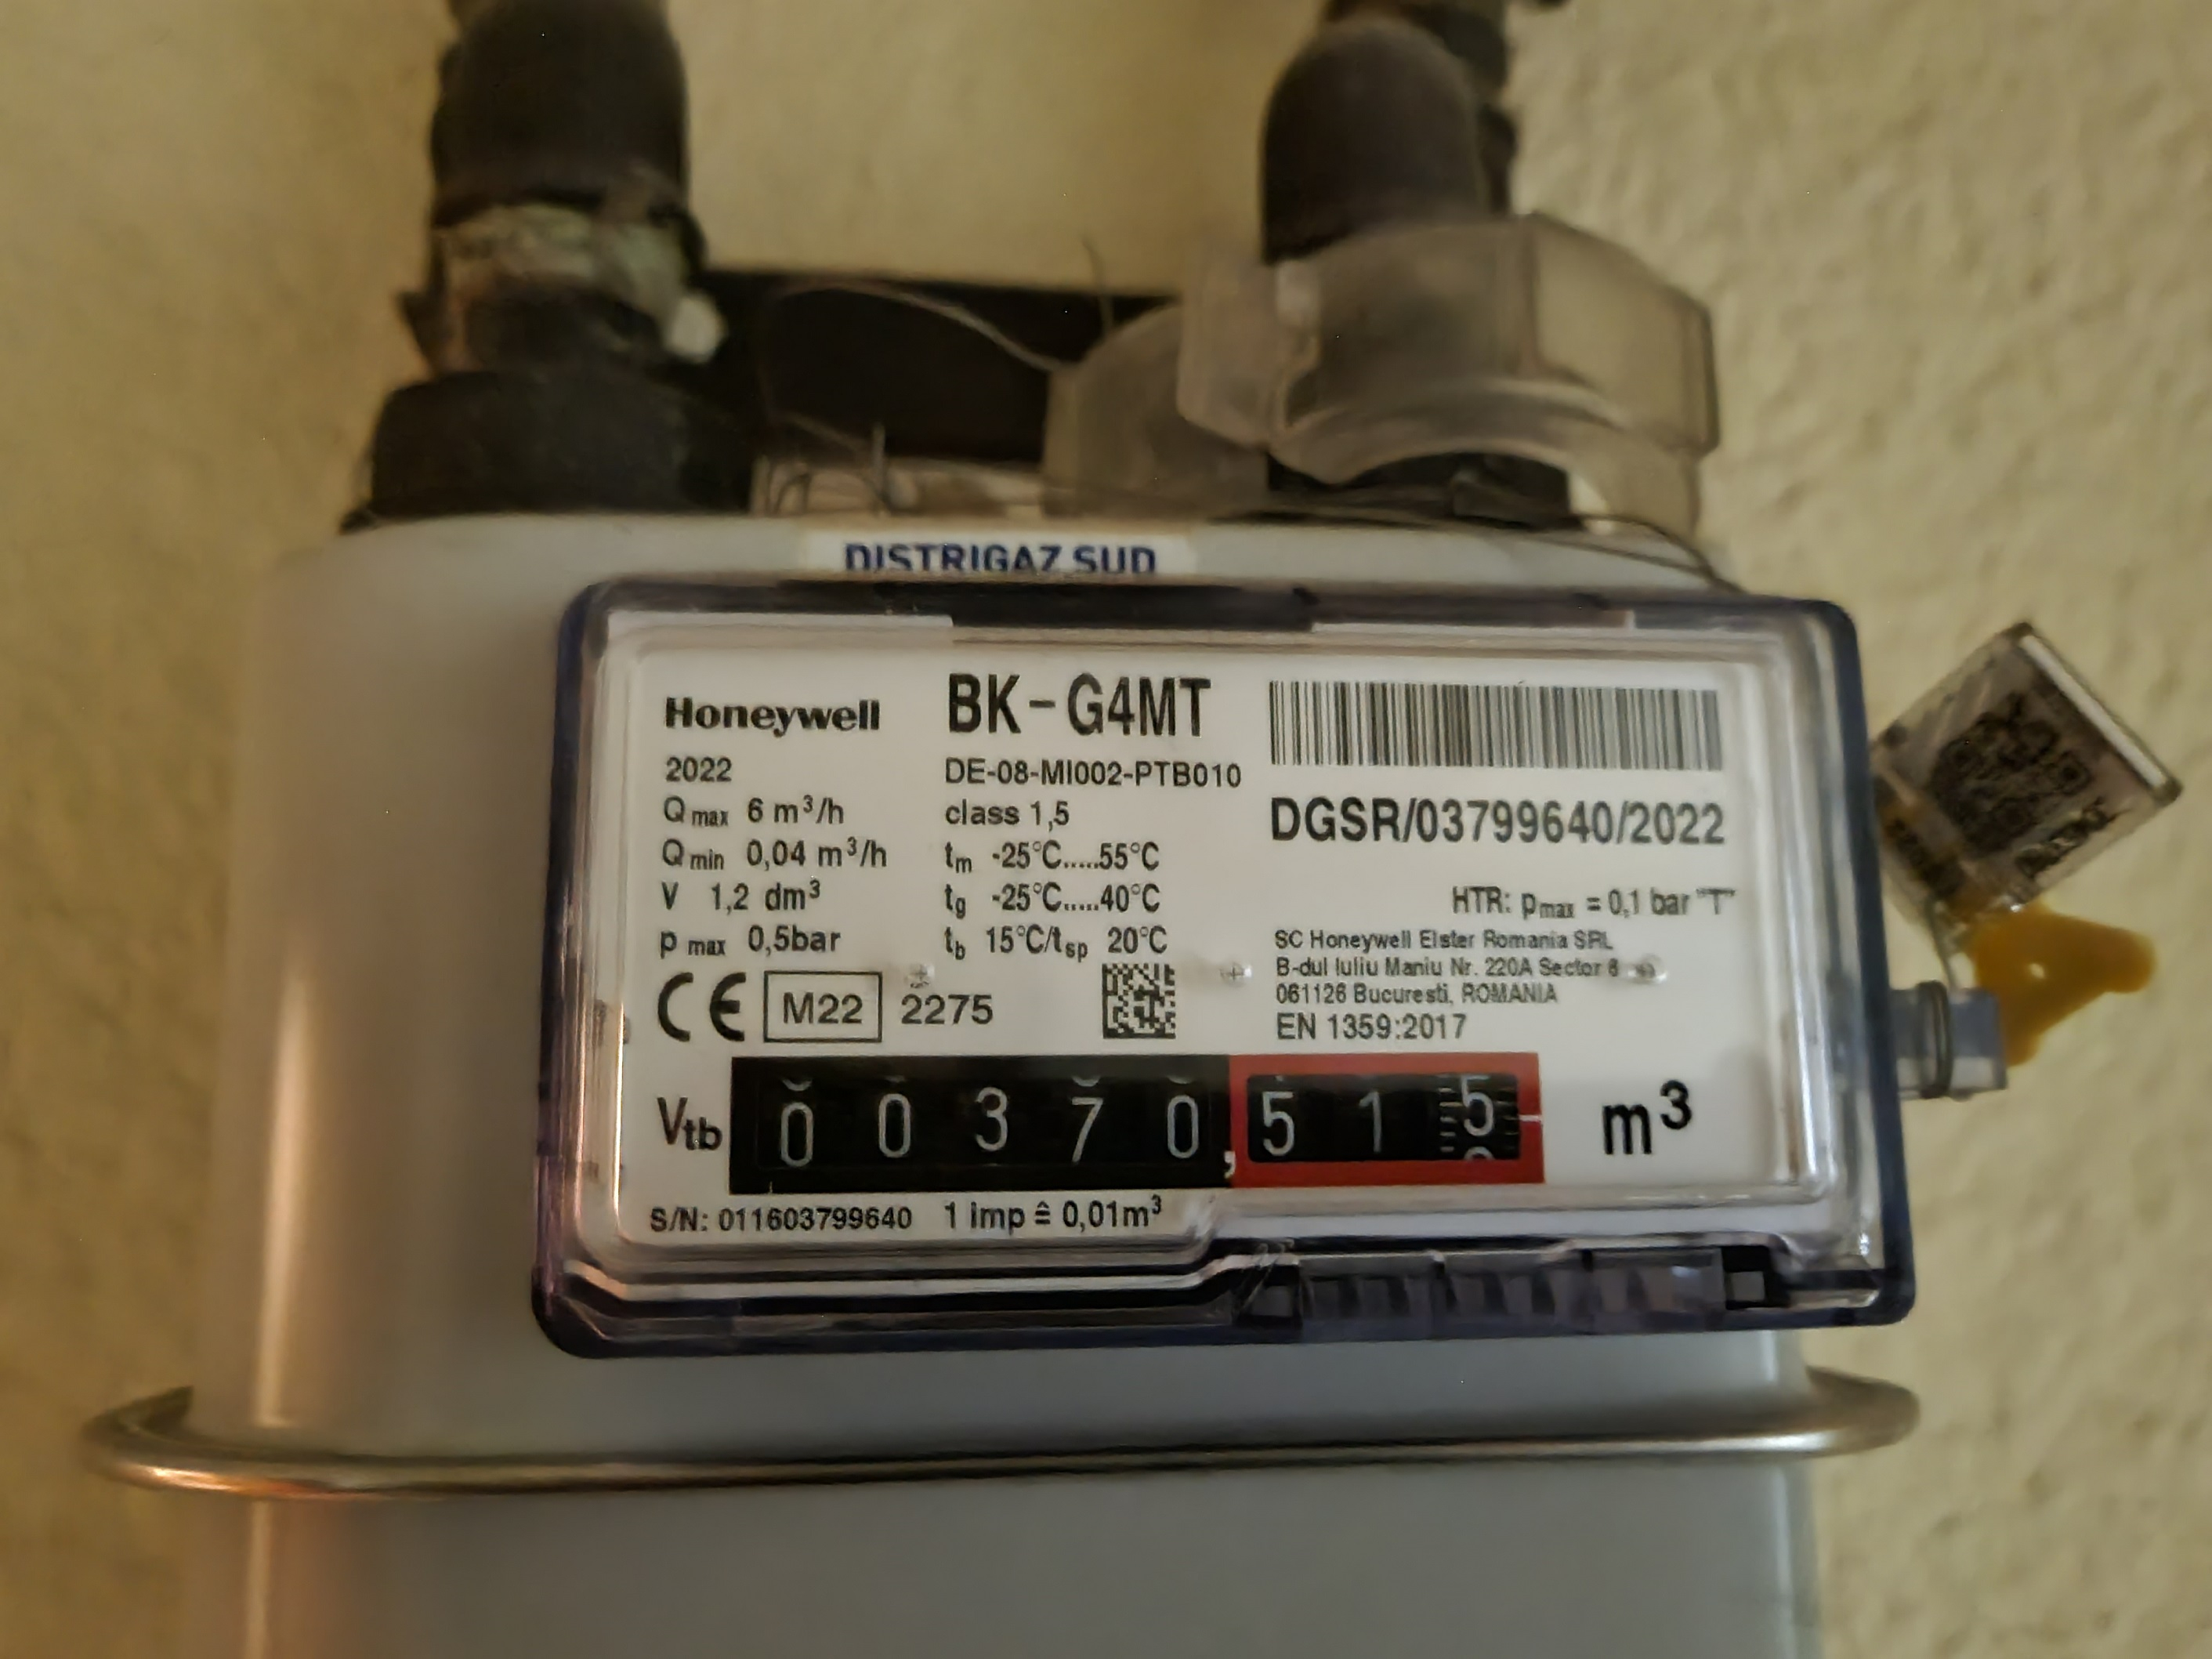 DISTRIGAZ SUD
Honeywell
BK-G4MT
2022
DE-08-MI002-PTB010
Qmax 6 m³/h
class 1,5
DGSR/03799640/2022
Qmin 0,04 m³/h
tm -25°C.....55°C
V 1,2 dm³
tg -25°C.....40°C
HTR: pmax = 0,1 bar "T"
pmax 0,5bar
tb 15°C/tsp 20°C
SC Honeywell Elster Romania SRL
B-dul Iuliu Maniu Nr. 220A Sector 6
061126 Bucuresti, ROMANIA
EN 1359:2017
CE M22 2275
Vtb 00370,515 m³
S/N: 011603799640 1 imp ≙ 0,01m³